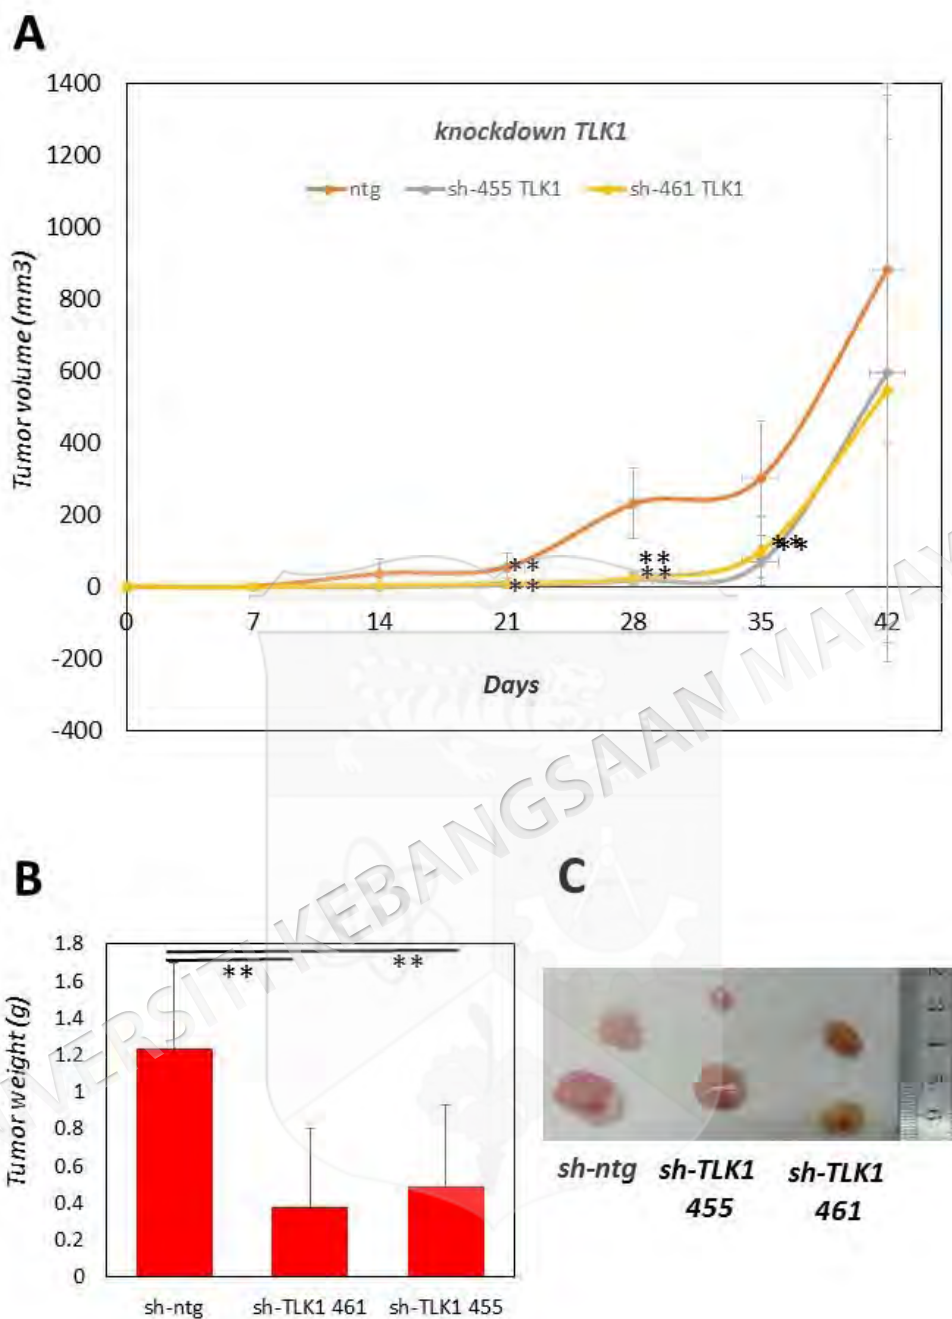 A
1400
knockdown TLK1
1200
ntg sh-455 TLK1 sh-461 TLK1
1000
800
600
400
200
0
0 7 14 21 28 35 42
-200
-400
Tumor volume (mm3)
Days
** ** ** ** ** **
VERSITI KEBANGSAAN MALAY
B
1.8
1.6
1.4
1.2
1
0.8
0.6
0.4
0.2
0
Tumor weight (g)
** **
sh-ntg sh-TLK1 461 sh-TLK1 455
C
sh-ntg sh-TLK1 sh-TLK1
455 461